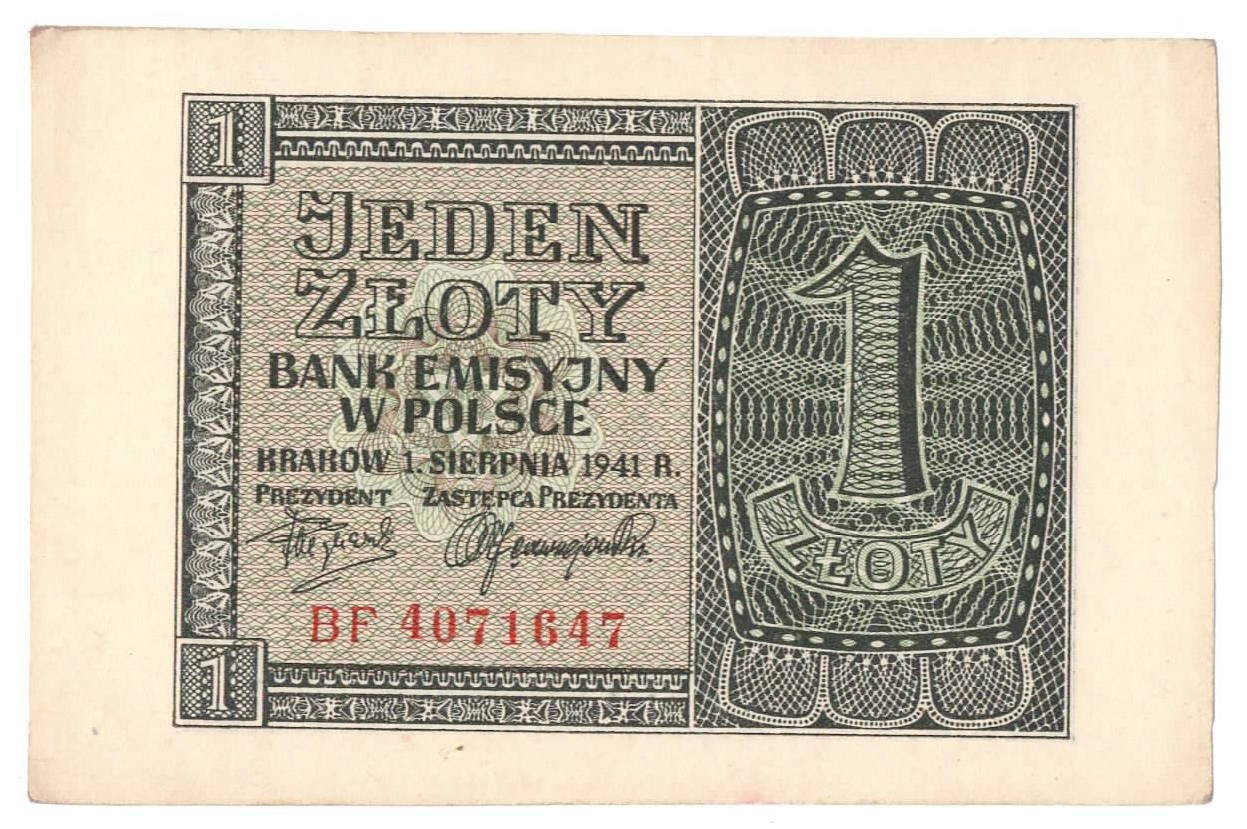 1
JEDEN
ZŁOTY
BANK EMISYJNY
W POLSCE
KRAKÓW 1. SIERPNIA 1941 R.
PREZYDENT ZASTĘPCA PREZYDENTA
BF 4071647
1
1
ZŁOTY